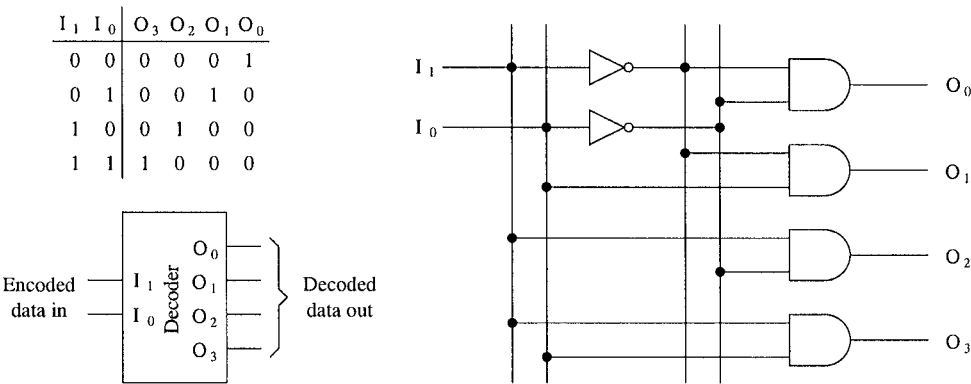 I₁ I₀ O₃ O₂ O₁ O₀
0 0 0 0 0 1
0 1 0 0 1 0
1 0 0 1 0 0
1 1 1 0 0 0
Encoded
data in
I₁
I₀
Decoder
O₀
O₁
O₂
O₃
Decoded
data out
I₁
I₀
O₀
O₁
O₂
O₃